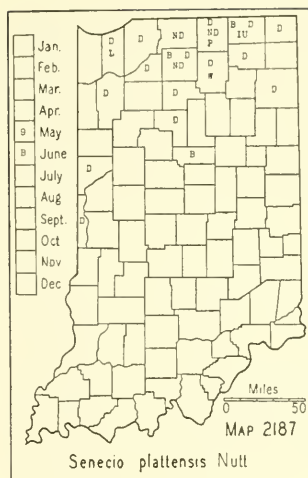 Jan.
Feb.
Mar.
Apr.
9 May
B June
July
Aug
Sept.
Oct
Nov
Dec
D L
D
ND
D ND P
B D IU
D
D
B D ND
D W
D
D
D
D
B
D
D
Miles
0 50
MAP 2187
Senecio plattensis Nutt